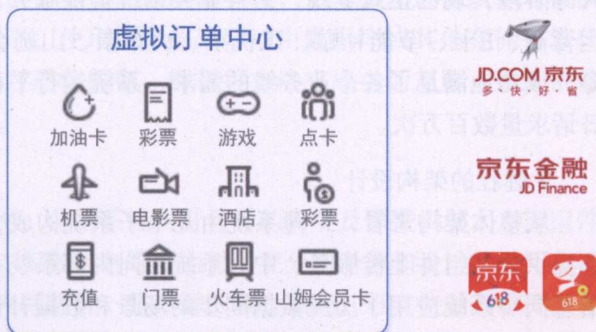 虚拟订单中心
加油卡 彩票 游戏 点卡
机票 电影票 酒店 彩票
充值 门票 火车票 山姆会员卡
JD.COM 京东
多·快·好·省
京东金融
JD Finance
京东
618
618